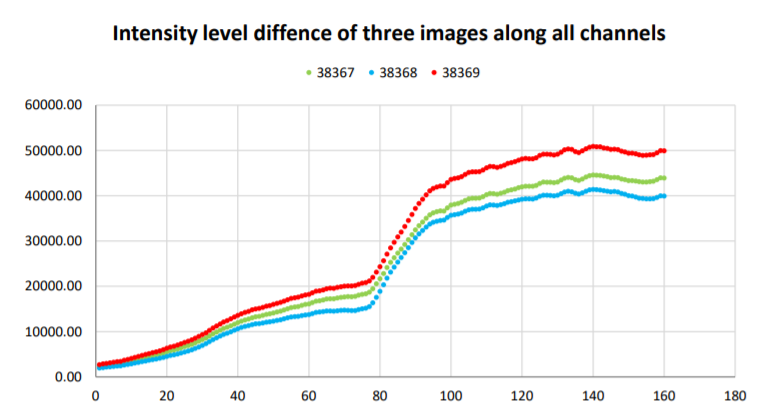 Intensity level diffence of three images along all channels
38367 38368 38369
60000.00
50000.00
40000.00
30000.00
20000.00
10000.00
0.00
0 20 40 60 80 100 120 140 160 180